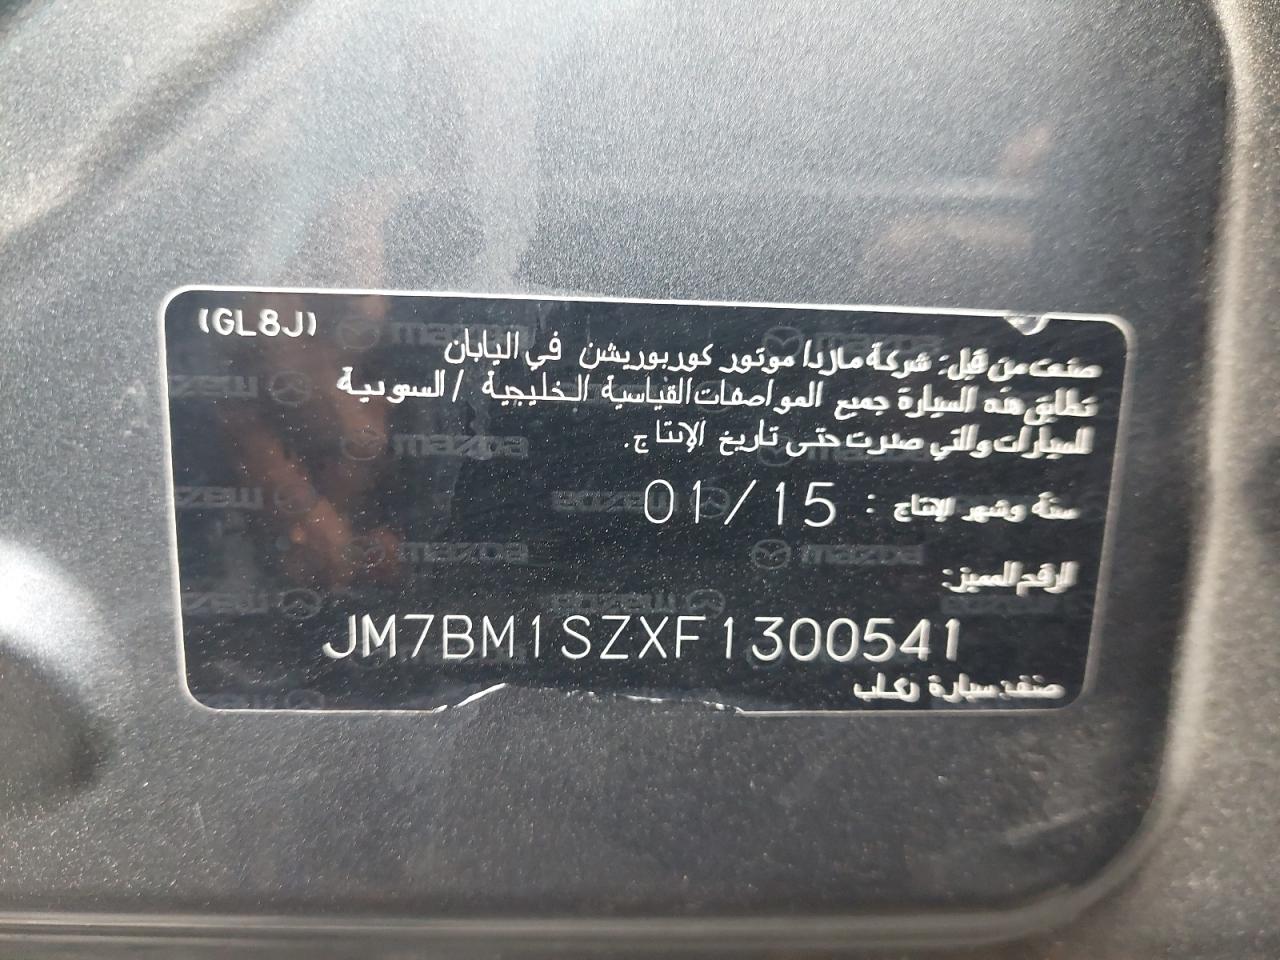 (GL8J)
صنعت من قبل: شركة مازدا موتور كوربوريشن في اليابان
تطابق هذه السيارة جميع المواصفات القياسية الخليجية / السعودية
للسيارات والتي صدرت حتى تاريخ الإنتاج.
سنة وشهر الإنتاج : 01/15
الرقم المميز:
JM7BM1SZXF1300541
صنف: سيارة ركاب